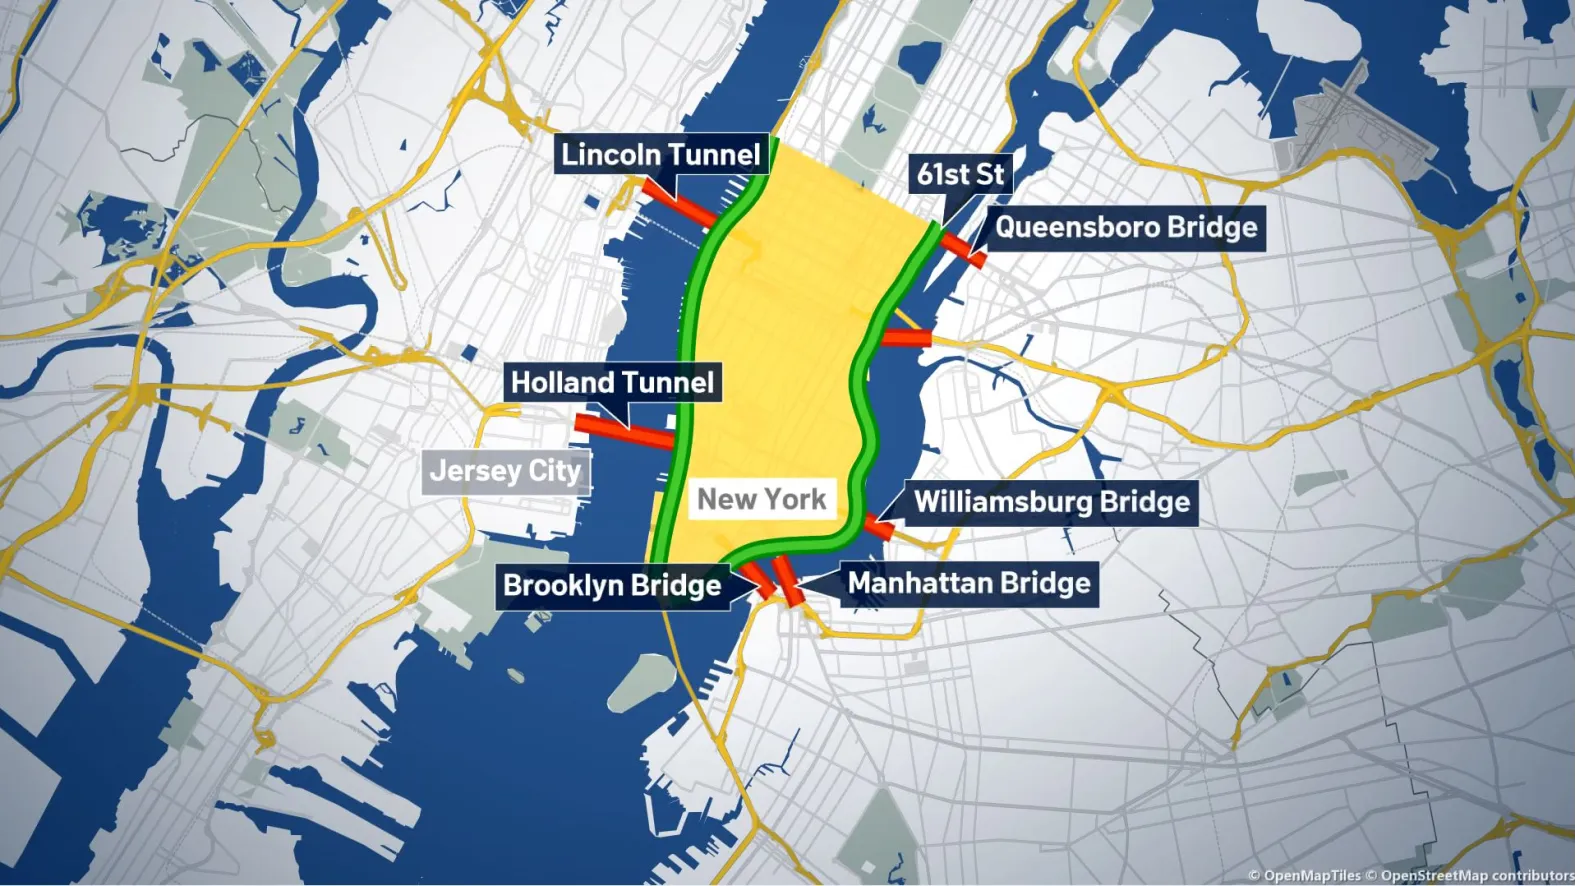 Lincoln Tunnel
61st St
Queensboro Bridge
Holland Tunnel
Jersey City
New York
Williamsburg Bridge
Brooklyn Bridge
Manhattan Bridge
© OpenMapTiles © OpenStreetMap contributors